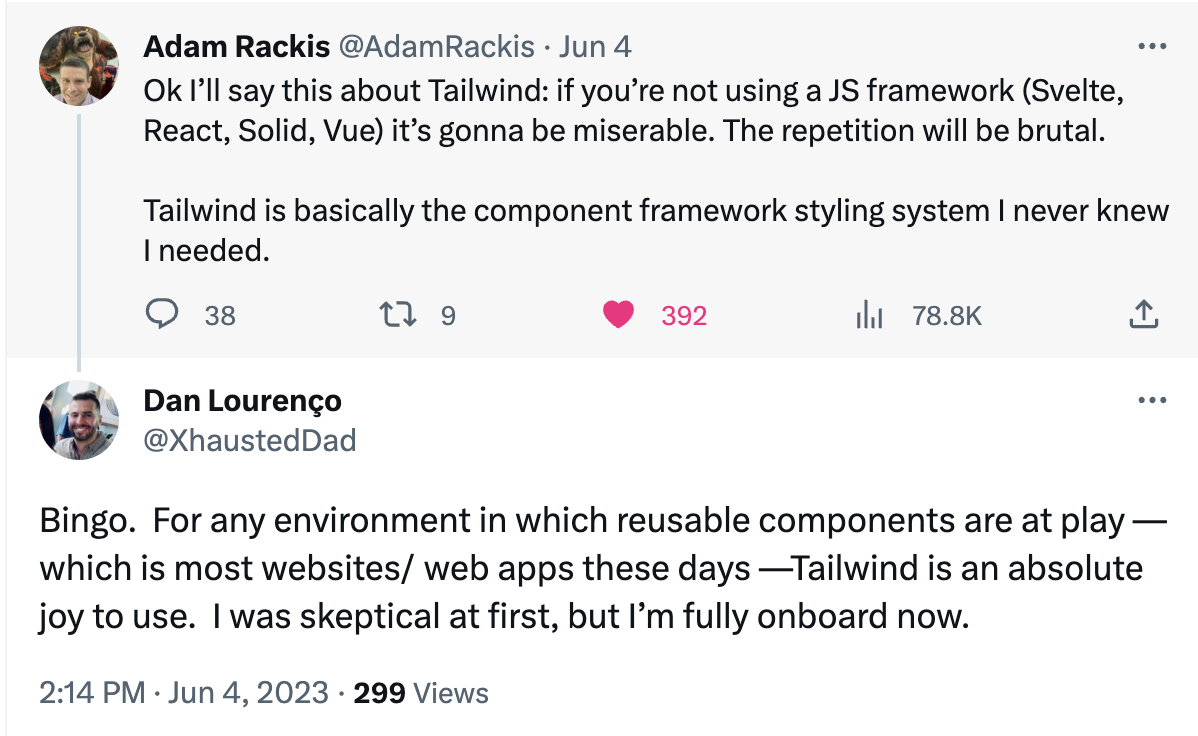 Adam Rackis @AdamRackis · Jun 4
Ok I’ll say this about Tailwind: if you’re not using a JS framework (Svelte,
React, Solid, Vue) it’s gonna be miserable. The repetition will be brutal.
Tailwind is basically the component framework styling system I never knew
I needed.
38 9 392 78.8K
Dan Lourenço
@XhaustedDad
Bingo.  For any environment in which reusable components are at play —
which is most websites/ web apps these days —Tailwind is an absolute
joy to use.  I was skeptical at first, but I’m fully onboard now.
2:14 PM · Jun 4, 2023 · 299 Views